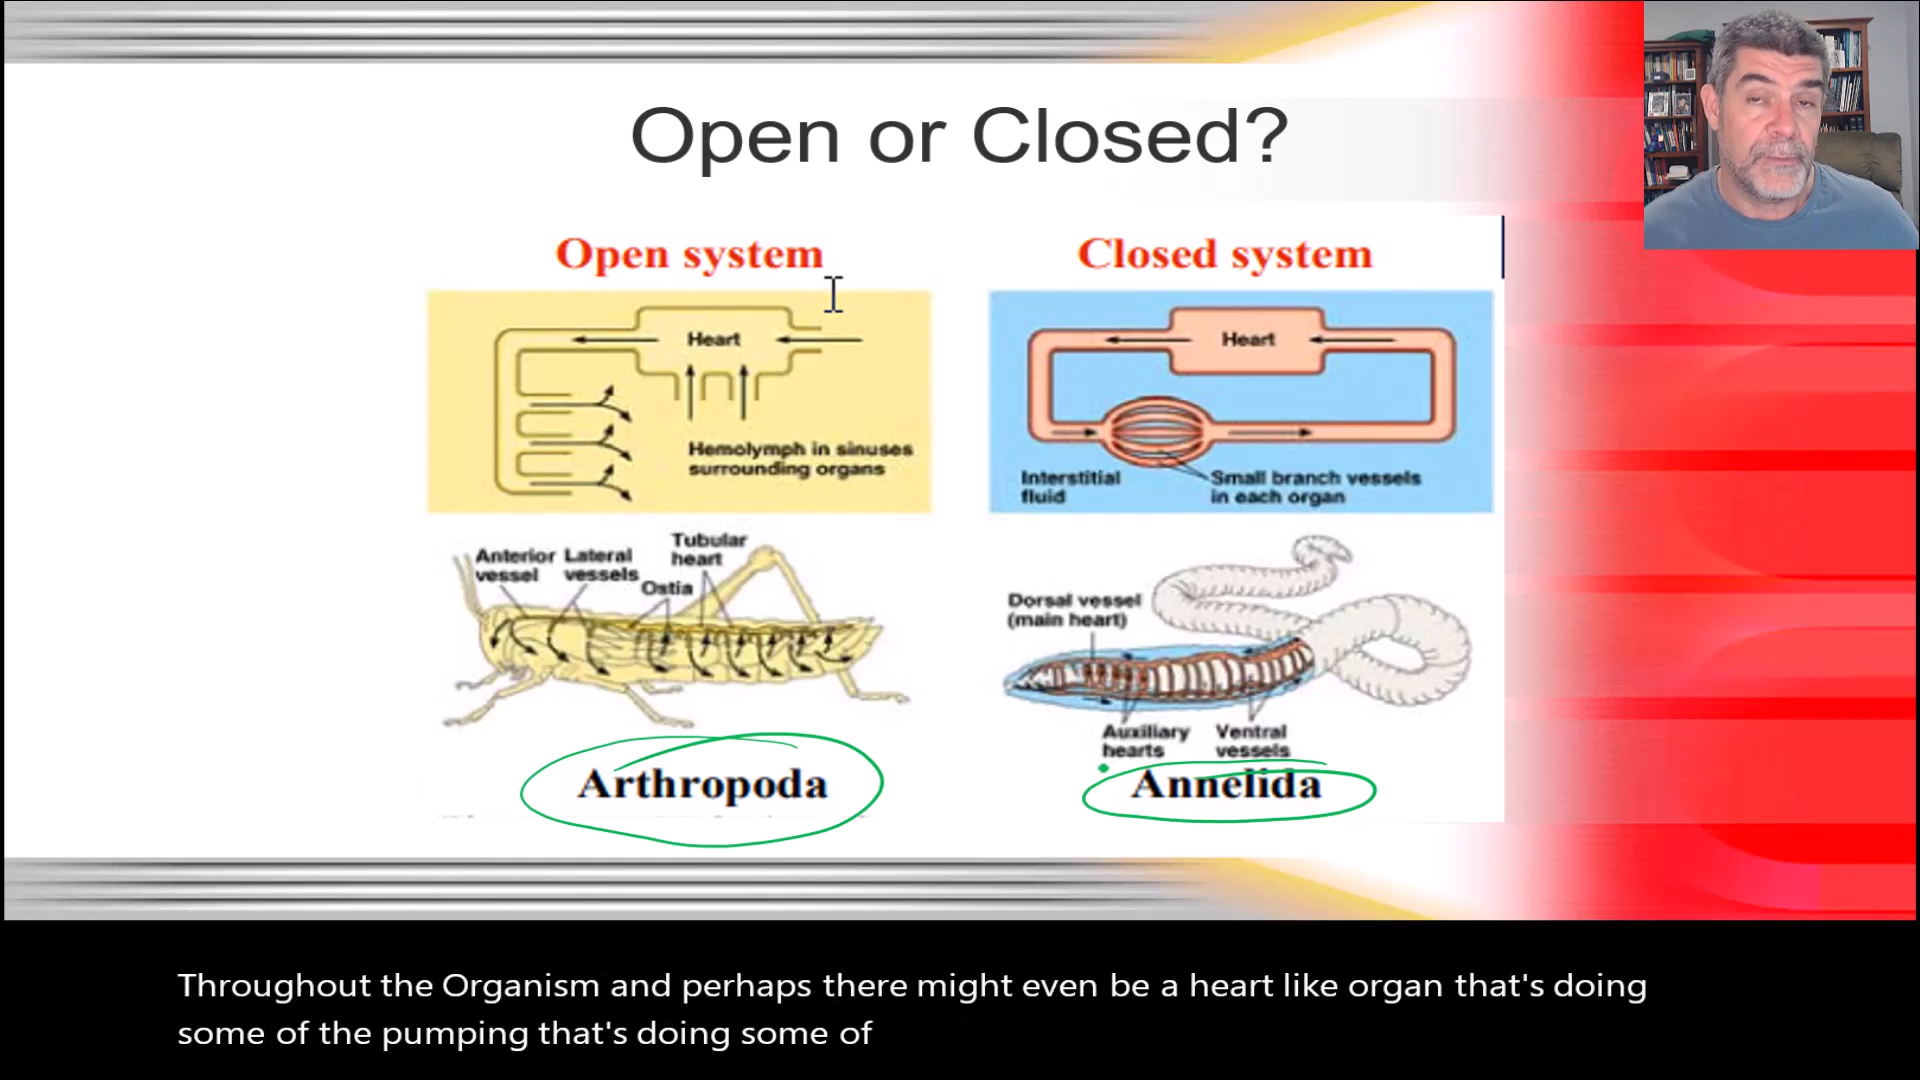 Open or Closed?
Open system
Closed system
Heart
Hemolymph in sinuses
surrounding organs
Heart
Interstitial
fluid
Small branch vessels
in each organ
Anterior
vessel
Lateral
vessels
Tubular
heart
Ostia
Dorsal vessel
(main heart)
Auxiliary
hearts
Ventral
vessels
Arthropoda
Annelida
Throughout the Organism and perhaps there might even be a heart like organ that's doing
some of the pumping that's doing some of